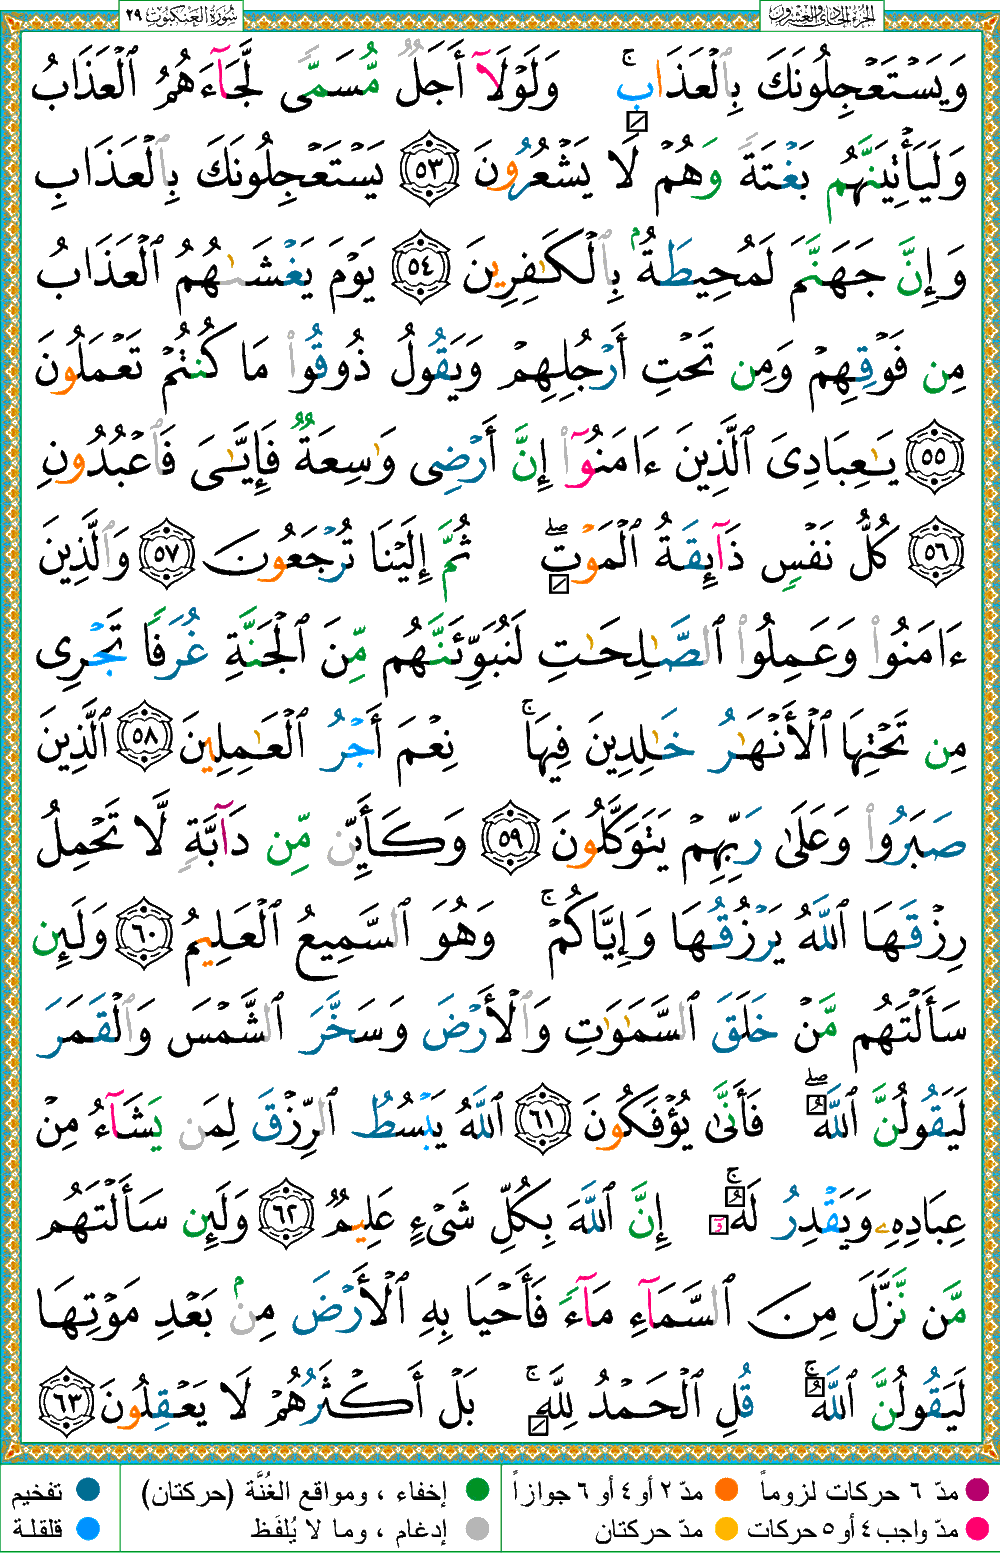 الجزء الحادي والعشرون سورة العنكبوت ٢٩
وَيَسْتَعْجِلُونَكَ بِٱلْعَذَابِ ۚ وَلَوْلَآ أَجَلٌ مُّسَمًّى لَّجَآءَهُمُ ٱلْعَذَابُ
وَلَيَأْتِيَنَّهُم بَغْتَةً وَهُمْ لَا يَشْعُرُونَ ٥٣ يَسْتَعْجِلُونَكَ بِٱلْعَذَابِ
وَإِنَّ جَهَنَّمَ لَمُحِيطَةٌۢ بِٱلْكَـٰفِرِينَ ٥٤ يَوْمَ يَغْشَىٰهُمُ ٱلْعَذَابُ
مِن فَوْقِهِمْ وَمِن تَحْتِ أَرْجُلِهِمْ وَيَقُولُ ذُوقُوا۟ مَا كُنتُمْ تَعْمَلُونَ
٥٥ يَـٰعِبَادِىَ ٱلَّذِينَ ءَامَنُوٓا۟ إِنَّ أَرْضِى وَٰسِعَةٌ فَإِيَّـٰىَ فَٱعْبُدُونِ
٥٦ كُلُّ نَفْسٍ ذَآئِقَةُ ٱلْمَوْتِ ۖ ثُمَّ إِلَيْنَا تُرْجَعُونَ ٥٧ وَٱلَّذِينَ
ءَامَنُوا۟ وَعَمِلُوا۟ ٱلصَّـٰلِحَـٰتِ لَنُبَوِّئَنَّهُم مِّنَ ٱلْجَنَّةِ غُرَفًا تَجْرِى
مِن تَحْتِهَا ٱلْأَنْهَـٰرُ خَـٰلِدِينَ فِيهَا ۚ نِعْمَ أَجْرُ ٱلْعَـٰمِلِينَ ٥٨ ٱلَّذِينَ
صَبَرُوا۟ وَعَلَىٰ رَبِّهِمْ يَتَوَكَّلُونَ ٥٩ وَكَأَيِّن مِّن دَآبَّةٍ لَّا تَحْمِلُ
رِزْقَهَا ٱللَّهُ يَرْزُقُهَا وَإِيَّاكُمْ ۚ وَهُوَ ٱلسَّمِيعُ ٱلْعَلِيمُ ٦٠ وَلَئِن
سَأَلْتَهُم مَّنْ خَلَقَ ٱلسَّمَـٰوَٰتِ وَٱلْأَرْضَ وَسَخَّرَ ٱلشَّمْسَ وَٱلْقَمَرَ
لَيَقُولُنَّ ٱللَّهُ ۖ فَأَنَّىٰ يُؤْفَكُونَ ٦١ ٱللَّهُ يَبْسُطُ ٱلرِّزْقَ لِمَن يَشَآءُ مِنْ
عِبَادِهِۦ وَيَقْدِرُ لَهُۥٓ ۚ إِنَّ ٱللَّهَ بِكُلِّ شَىْءٍ عَلِيمٌ ٦٢ وَلَئِن سَأَلْتَهُم
مَّن نَّزَّلَ مِنَ ٱلسَّمَآءِ مَآءً فَأَحْيَا بِهِ ٱلْأَرْضَ مِنۢ بَعْدِ مَوْتِهَا
لَيَقُولُنَّ ٱللَّهُ ۚ قُلِ ٱلْحَمْدُ لِلَّهِ ۚ بَلْ أَكْثَرُهُمْ لَا يَعْقِلُونَ ٦٣
مدّ ٦ حركات لزوماً مدّ ٢ أو ٤ أو ٦ جوازاً إخفاء ، ومواقع الغُنَّة (حركتان) تفخيم
مدّ واجب ٤ أو ٥ حركات مدّ حركتان إدغام ، وما لا يُلفَظ قلقلة